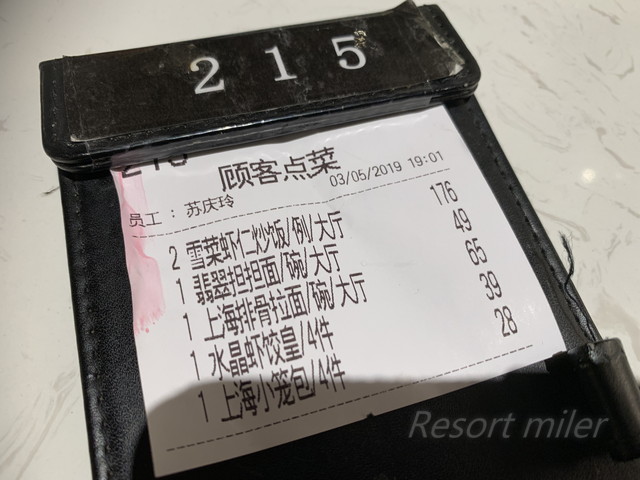 215
顾客点菜
员工：苏庆玲 03/05/2019 19:01
2 雪菜虾仁炒饭/例/大厅 176
1 翡翠担担面/碗/大厅 49
1 上海排骨拉面/碗/大厅 65
1 水晶虾饺皇/4件 39
1 上海小笼包/4件 28
Resort miler